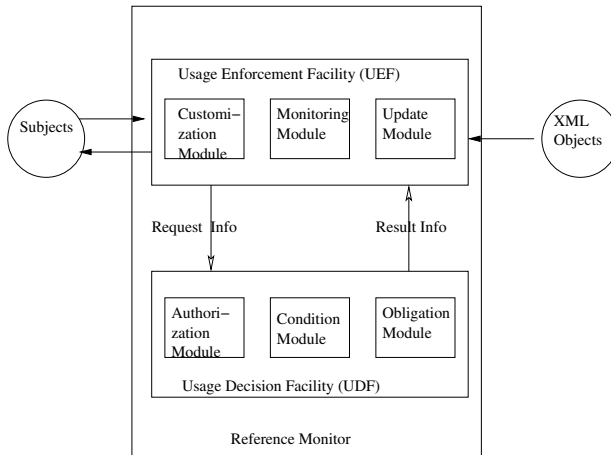 Usage Enforcement Facility (UEF)
Subjects
Customi–
zation
Module
Monitoring
Module
Update
Module
XML
Objects
Request Info
Result Info
Authori–
zation
Module
Condition
Module
Obligation
Module
Usage Decision Facility (UDF)
Reference Monitor